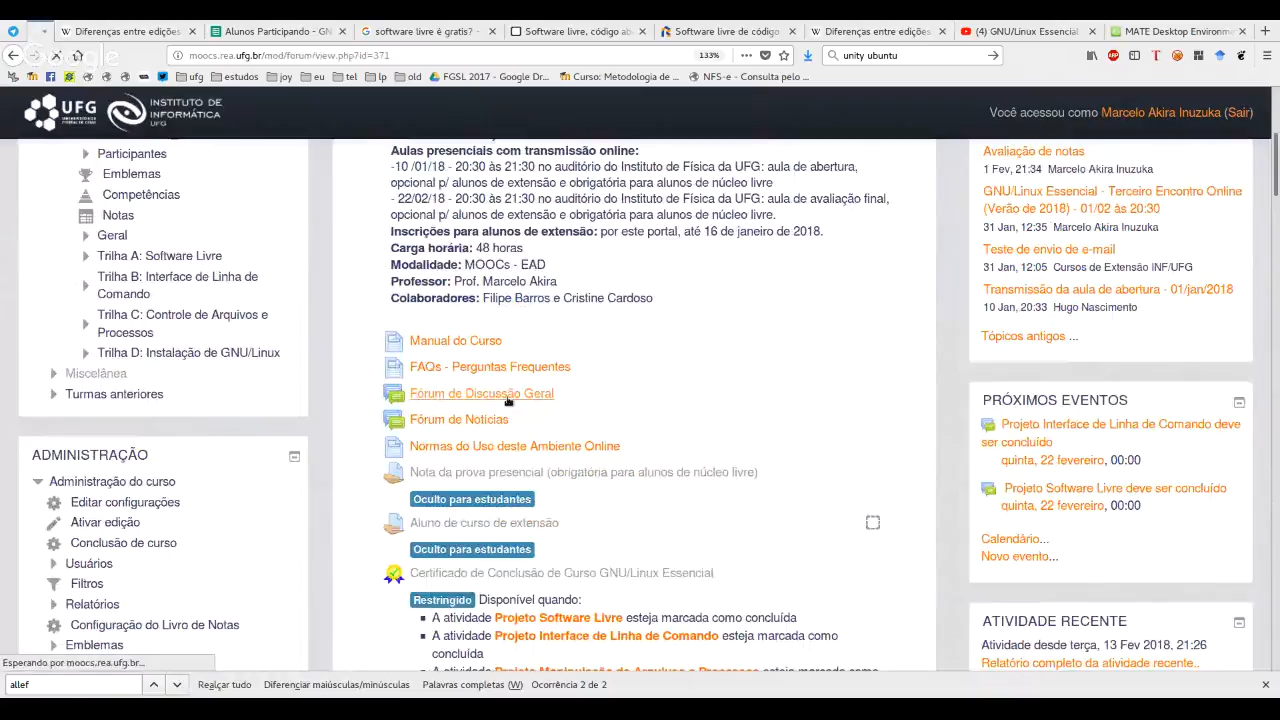 Diferenças entre edições
Alunos Participando - GN
software livre é gratis? -
Software livre, código ab
Software livre de código
Diferenças entre edições
(4) GNU/Linux Essencial
MATE Desktop Environme
Google
moocs.rea.ufg.br/mod/forum/view.php?id=371
133%
unity ubuntu
ufg
estudos
joy
eu
tel
lp
old
FGSL 2017 - Google Dr...
Curso: Metodologia de ...
NFS-e - Consulta pelo ...
UFG
INSTITUTO DE
INFORMÁTICA
UFG
Você acessou como Marcelo Akira Inuzuka (Sair)
Participantes
Emblemas
Competências
Notas
Geral
Trilha A: Software Livre
Trilha B: Interface de Linha de
Comando
Trilha C: Controle de Arquivos e
Processos
Trilha D: Instalação de GNU/Linux
Miscelânea
Turmas anteriores
ADMINISTRAÇÃO
Administração do curso
Editar configurações
Ativar edição
Conclusão de curso
Usuários
Filtros
Relatórios
Configuração do Livro de Notas
Emblemas
Aulas presenciais com transmissão online:
-10 /01/18 - 20:30 às 21:30 no auditório do Instituto de Física da UFG: aula de abertura,
opcional p/ alunos de extensão e obrigatória para alunos de núcleo livre
- 22/02/18 - 20:30 às 21:30 no auditório do Instituto de Física da UFG: aula de avaliação final,
opcional p/ alunos de extensão e obrigatória para alunos de núcleo livre.
Inscrições para alunos de extensão: por este portal, até 16 de janeiro de 2018.
Carga horária: 48 horas
Modalidade: MOOCs - EAD
Professor: Prof. Marcelo Akira
Colaboradores: Filipe Barros e Cristine Cardoso
Manual do Curso
FAQs - Perguntas Frequentes
Fórum de Discussão Geral
Fórum de Notícias
Normas do Uso deste Ambiente Online
Nota da prova presencial (obrigatória para alunos de núcleo livre)
Oculto para estudantes
Aluno de curso de extensão
Oculto para estudantes
Certificado de Conclusão de Curso GNU/Linux Essencial
Restringido Disponível quando:
A atividade Projeto Software Livre esteja marcada como concluída
A atividade Projeto Interface de Linha de Comando esteja marcada como
concluída
A atividade Projeto Manipulação de Arquivos e Processos esteja marcada como
Avaliação de notas
1 Fev, 21:34 Marcelo Akira Inuzuka
GNU/Linux Essencial - Terceiro Encontro Online
(Verão de 2018) - 01/02 às 20:30
31 Jan, 12:35 Marcelo Akira Inuzuka
Teste de envio de e-mail
31 Jan, 12:05 Cursos de Extensão INF/UFG
Transmissão da aula de abertura - 01/jan/2018
10 Jan, 20:33 Hugo Nascimento
Tópicos antigos ...
PRÓXIMOS EVENTOS
Projeto Interface de Linha de Comando deve
ser concluído
quinta, 22 fevereiro, 00:00
Projeto Software Livre deve ser concluído
quinta, 22 fevereiro, 00:00
Calendário...
Novo evento...
ATIVIDADE RECENTE
Atividade desde terça, 13 Fev 2018, 21:26
Relatório completo da atividade recente..
Esperando por moocs.rea.ufg.br...
allef
Realçar tudo
Diferençiar maiúsculas/minúsculas
Palavras completas (W)
Ocorrência 2 de 2